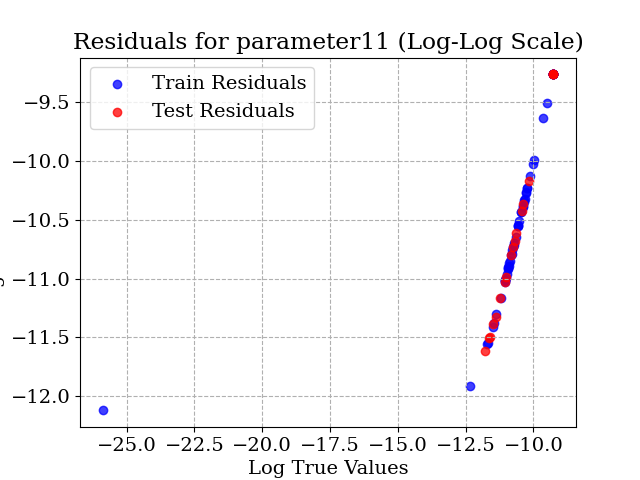 Residuals for parameter11 (Log-Log Scale)
Train Residuals
Test Residuals
−9.5
−10.0
−10.5
−11.0
−11.5
−12.0
−25.0 −22.5 −20.0 −17.5 −15.0 −12.5 −10.0
Log True Values